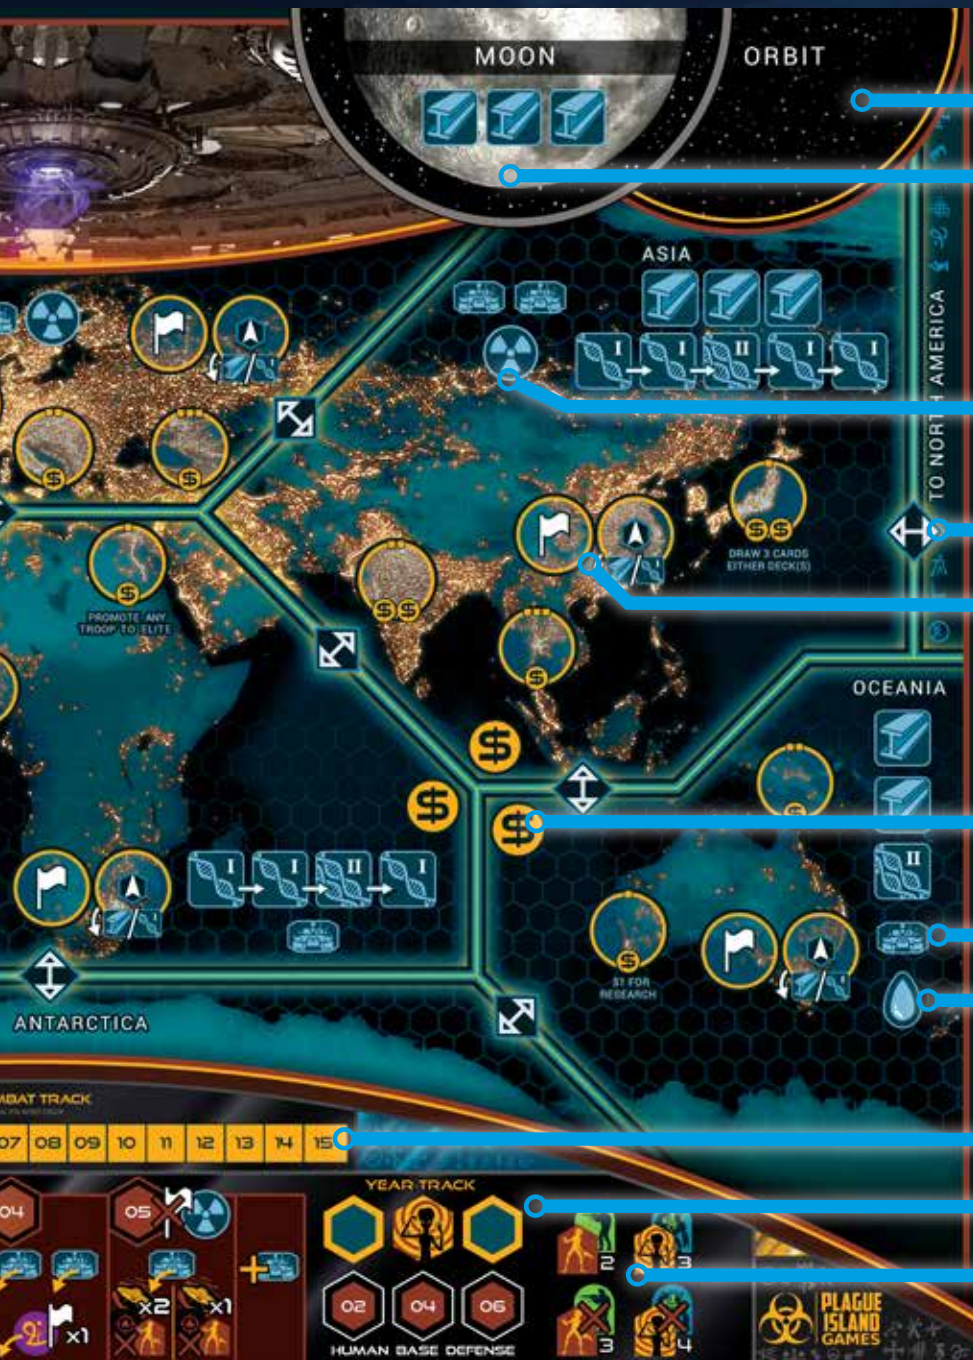 MOON
ORBIT
ASIA
I
I
II
I
I
TO NORTH AMERICA
$
$
$ $
DRAW 3 CARDS
EITHER DECK(S)
$
PROMOTE ANY
TROOP TO ELITE
$ $
$
OCEANIA
$
$
$
$
II
I
I
II
I
$
$1 FOR
RESEARCH
ANTARCTICA
MBAT TRACK
07 08 09 10 11 12 13 14 15
YEAR TRACK
04
05
x2
x1
x1
02 04 06
HUMAN BASE DEFENSE
2
3
3
4
PLAGUE
ISLAND
GAMES